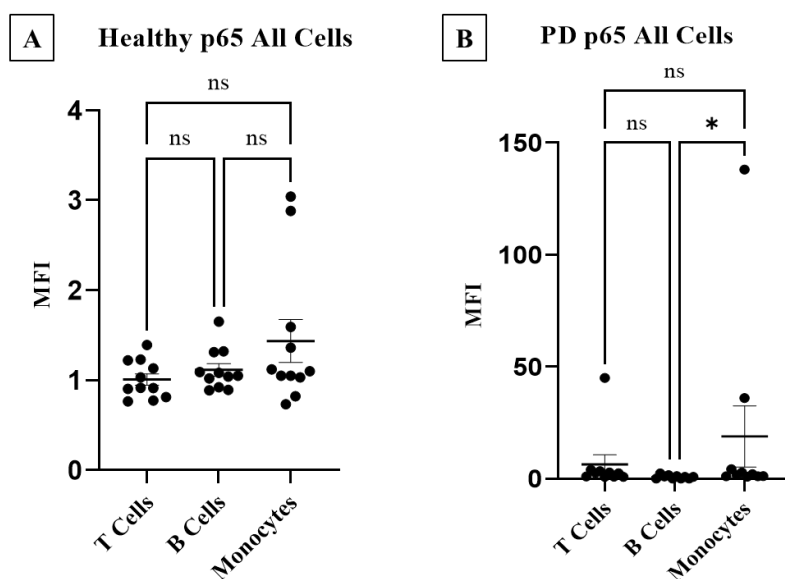 A
Healthy p65 All Cells
ns
ns
ns
4
3
2
1
0
MFI
T Cells
B Cells
Monocytes
B
PD p65 All Cells
ns
ns
*
150
100
50
0
MFI
T Cells
B Cells
Monocytes